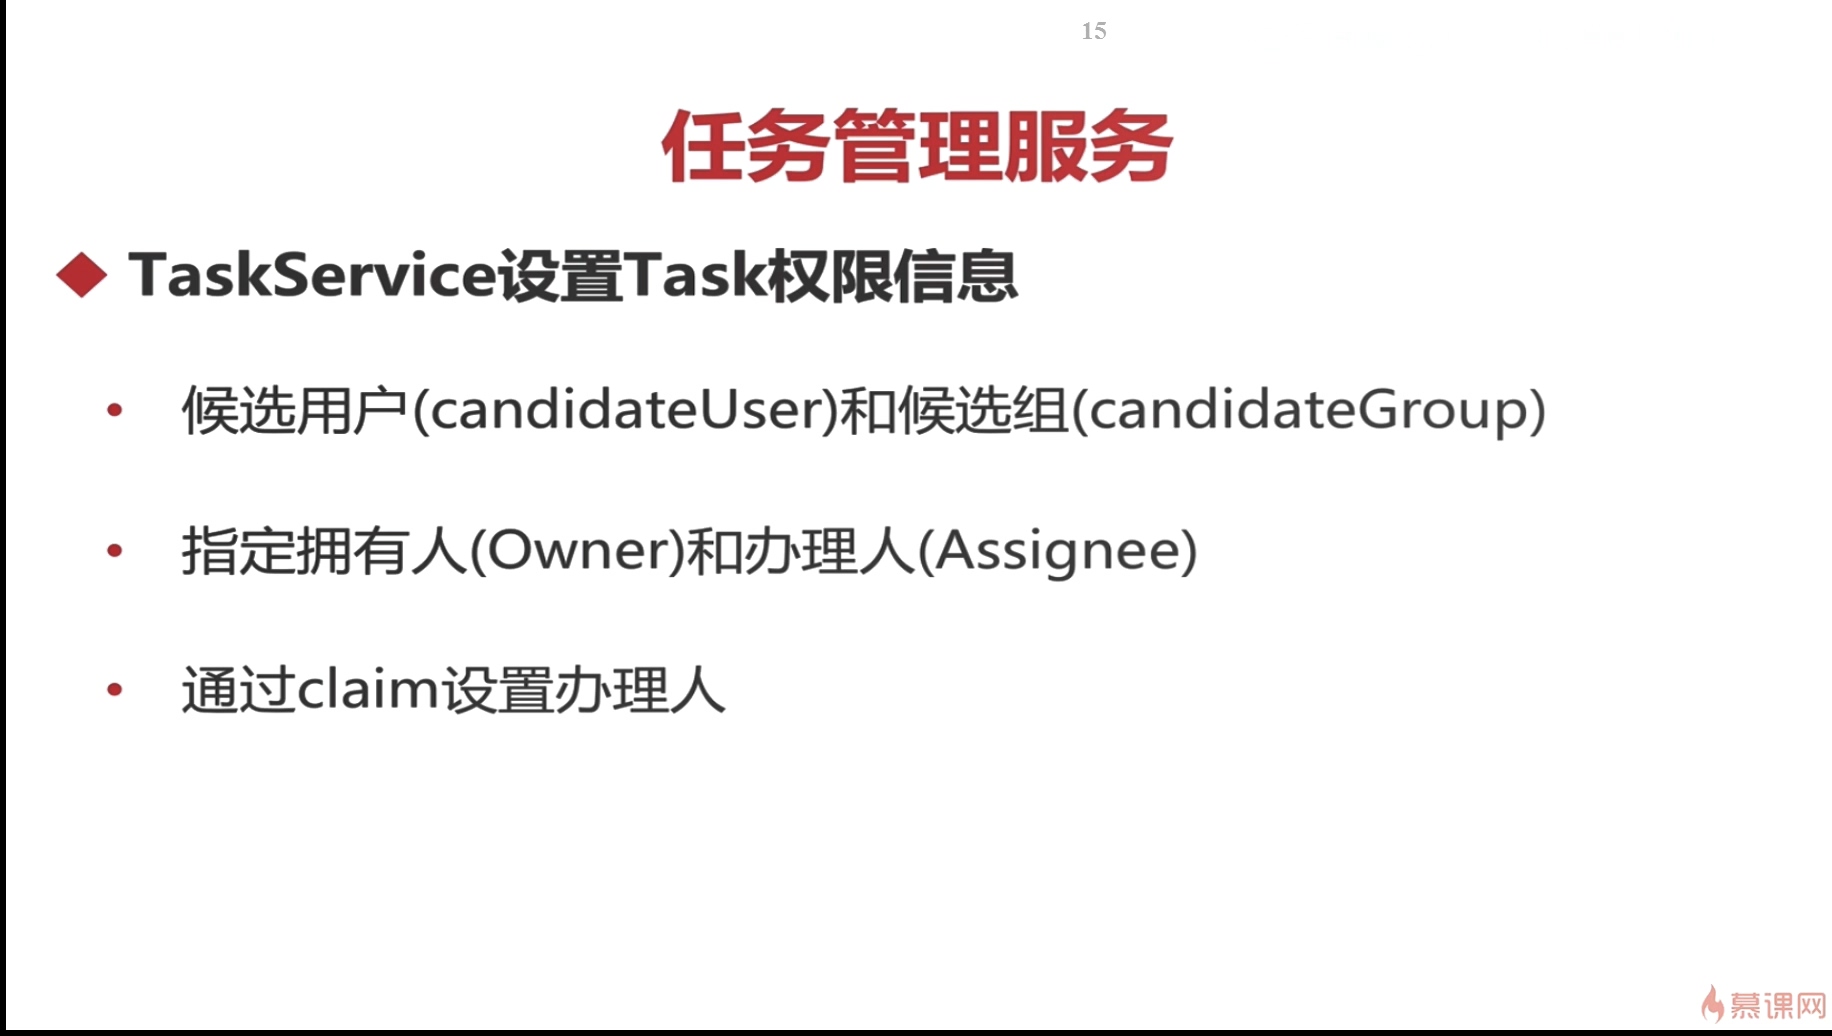 15
任务管理服务
TaskService设置Task权限信息
候选用户(candidateUser)和候选组(candidateGroup)
指定拥有人(Owner)和办理人(Assignee)
通过claim设置办理人
慕课网